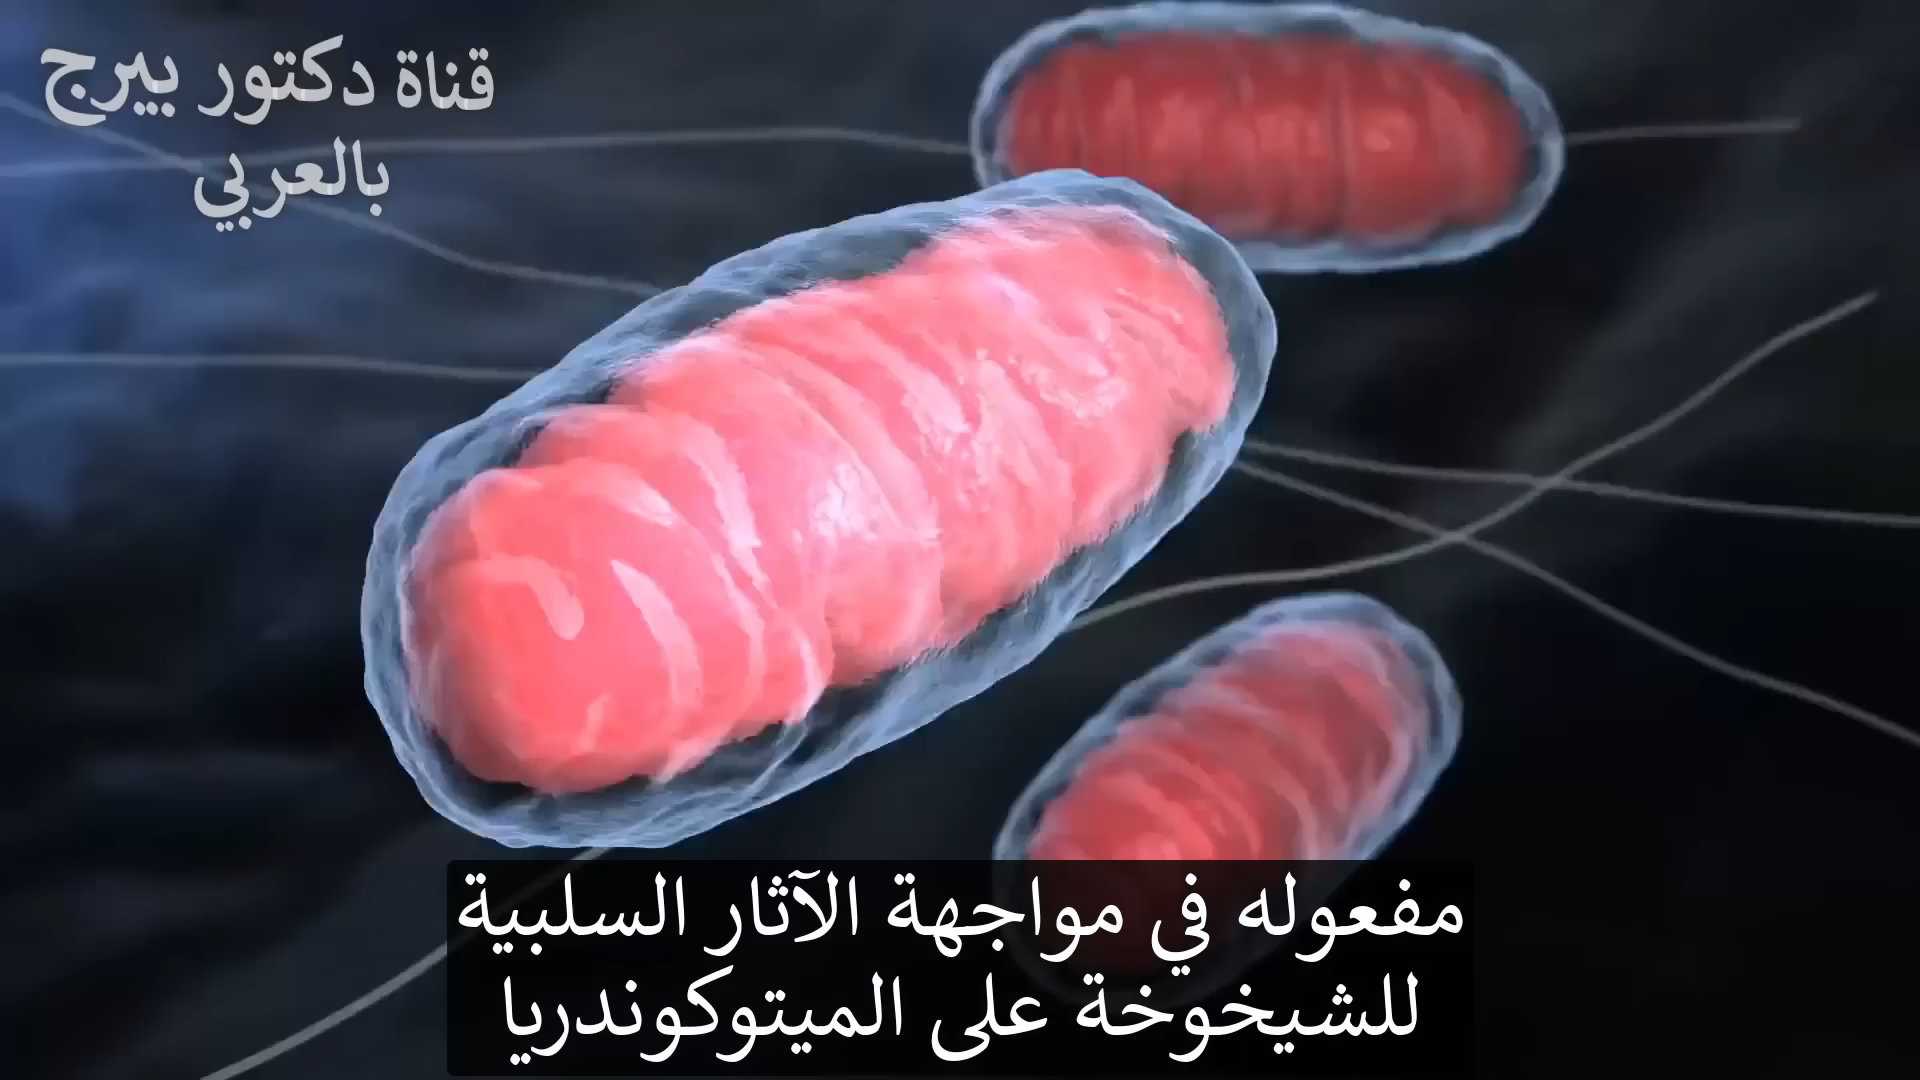 قناة دكتور بيرج
بالعربي
مفعوله في مواجهة الآثار السلبية
للشيخوخة على الميتوكوندريا